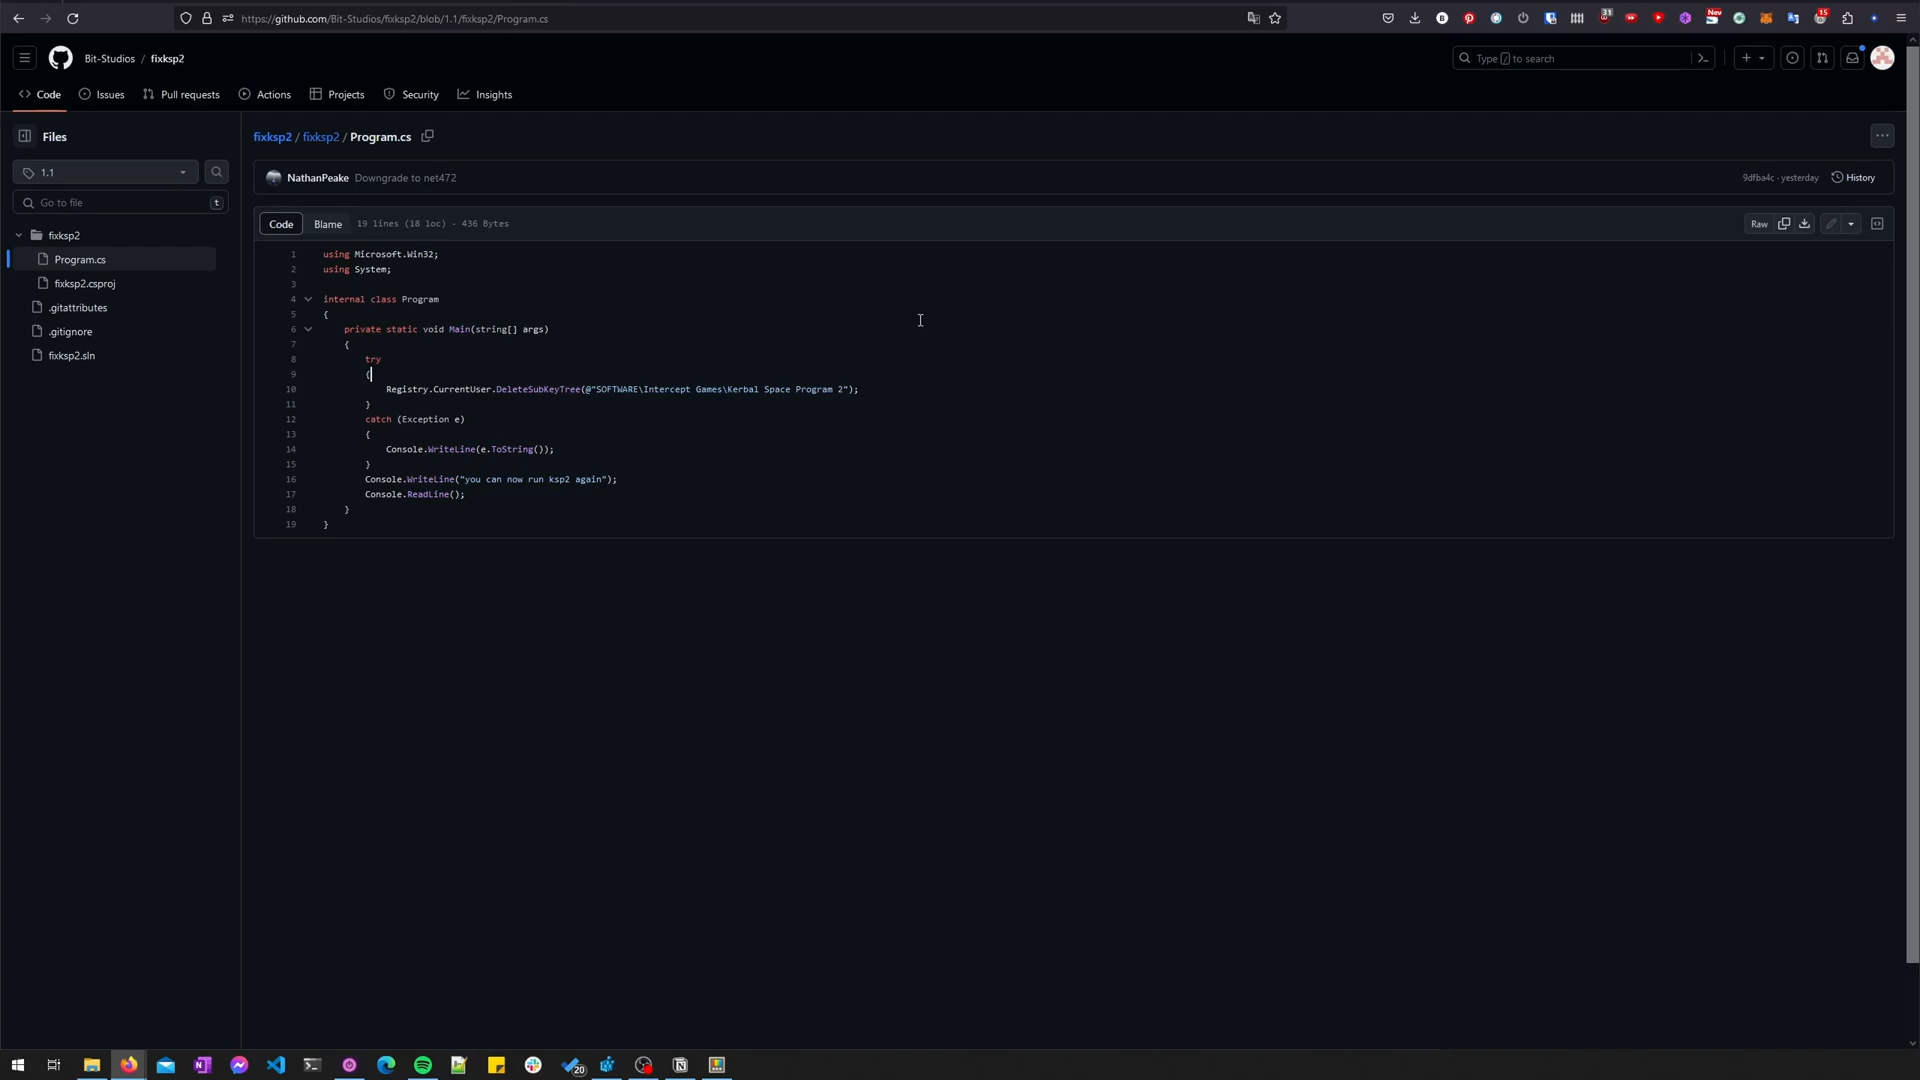 https://github.com/Bit-Studios/fixksp2/blob/1.1/fixksp2/Program.cs
31
New
15
Bit-Studios / fixksp2
Type / to search
Code
Issues
Pull requests
Actions
Projects
Security
Insights
Files
1.1
Go to file
t
fixksp2
Program.cs
fixksp2.csproj
.gitattributes
.gitignore
fixksp2.sln
fixksp2 / fixksp2 / Program.cs
NathanPeake Downgrade to net472
9dfba4c · yesterday
History
Code
Blame
19 lines (18 loc) · 436 Bytes
Raw
1 using Microsoft.Win32;
2 using System;
3
4 internal class Program
5 {
6 private static void Main(string[] args)
7 {
8 try
9 {
10 Registry.CurrentUser.DeleteSubKeyTree(@"SOFTWARE\Intercept Games\Kerbal Space Program 2");
11 }
12 catch (Exception e)
13 {
14 Console.WriteLine(e.ToString());
15 }
16 Console.WriteLine("you can now run ksp2 again");
17 Console.ReadLine();
18 }
19 }
20